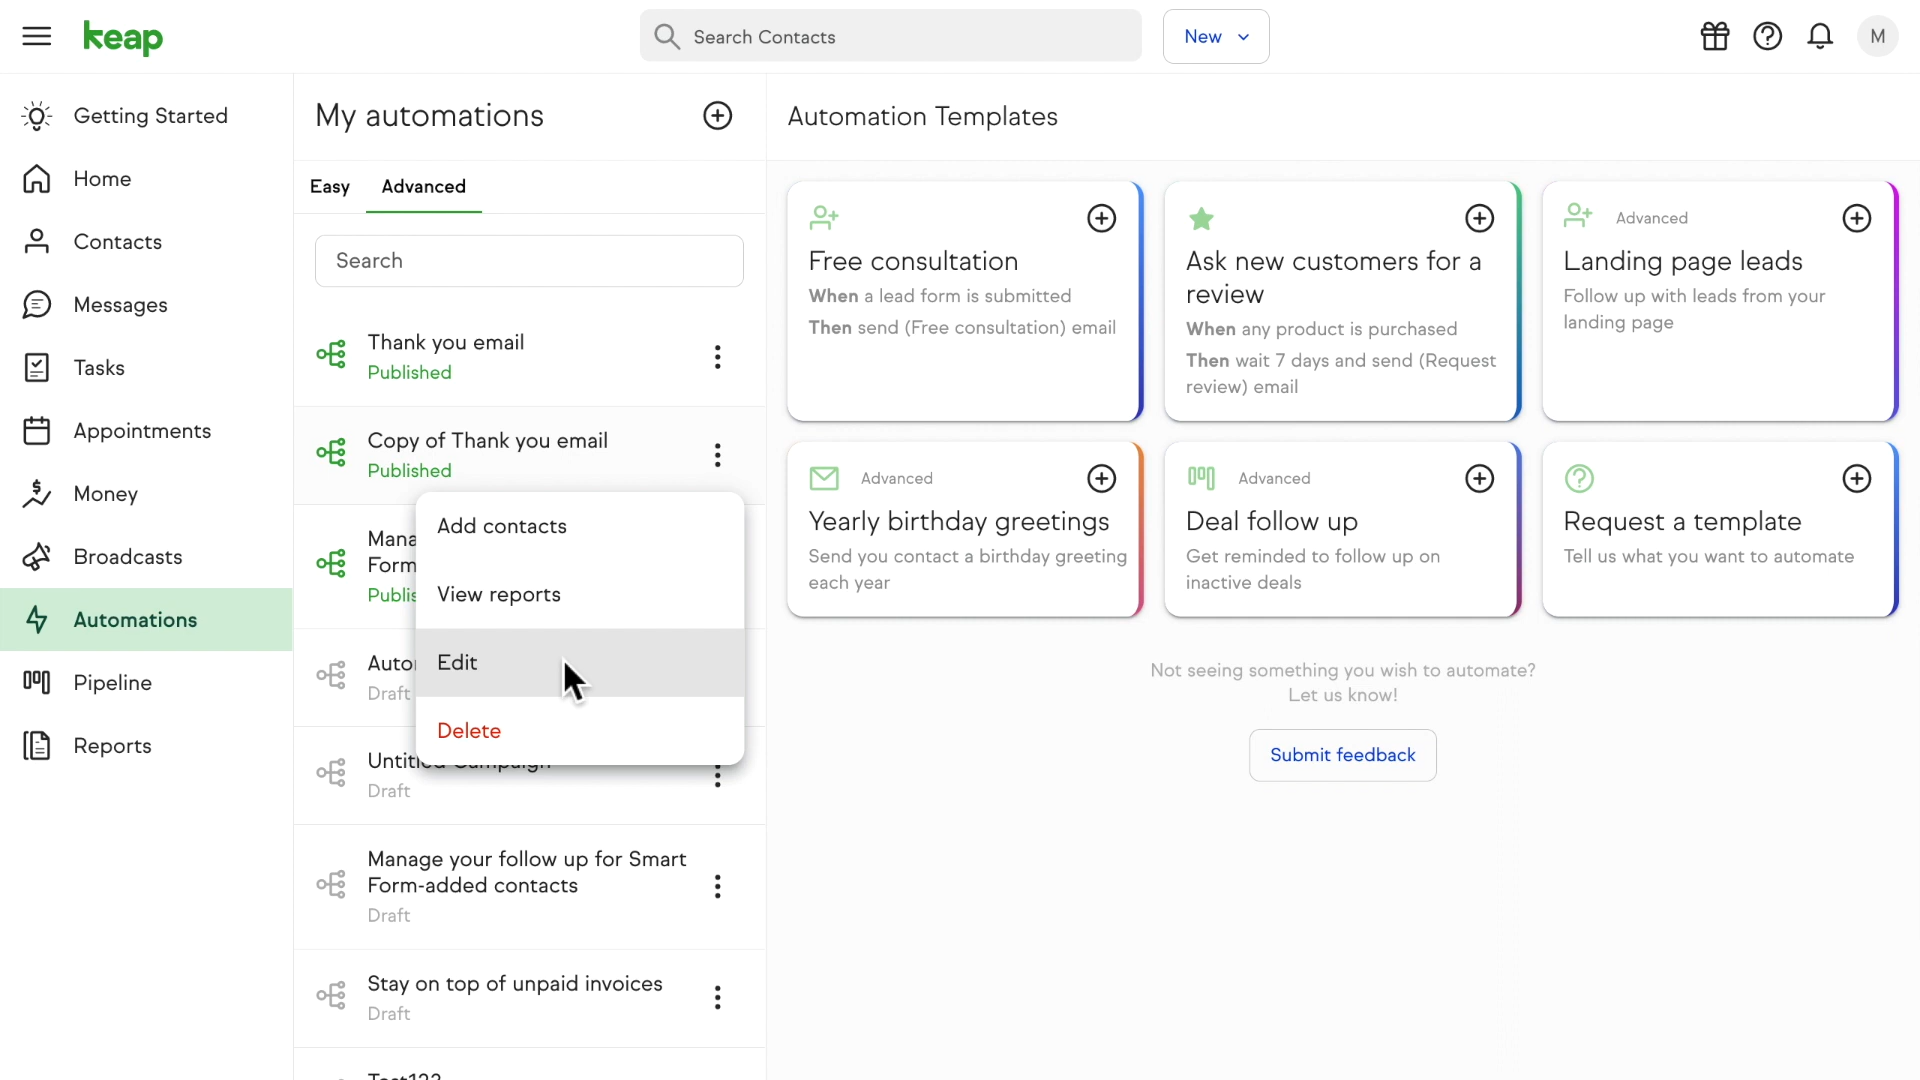 keap
Search Contacts
New
M
Getting Started
Home
Contacts
Messages
Tasks
Appointments
Money
Broadcasts
Automations
Pipeline
Reports
My automations
Easy
Advanced
Search
Thank you email
Published
Copy of Thank you email
Published
Mana
Form
Publis
Auto
Draft
Untitled Campaign
Draft
Manage your follow up for Smart
Form-added contacts
Draft
Stay on top of unpaid invoices
Draft
Test123
Add contacts
View reports
Edit
Delete
Automation Templates
Free consultation
When a lead form is submitted
Then send (Free consultation) email
Ask new customers for a
review
When any product is purchased
Then wait 7 days and send (Request
review) email
Advanced
Landing page leads
Follow up with leads from your
landing page
Advanced
Yearly birthday greetings
Send you contact a birthday greeting
each year
Advanced
Deal follow up
Get reminded to follow up on
inactive deals
Request a template
Tell us what you want to automate
Not seeing something you wish to automate?
Let us know!
Submit feedback